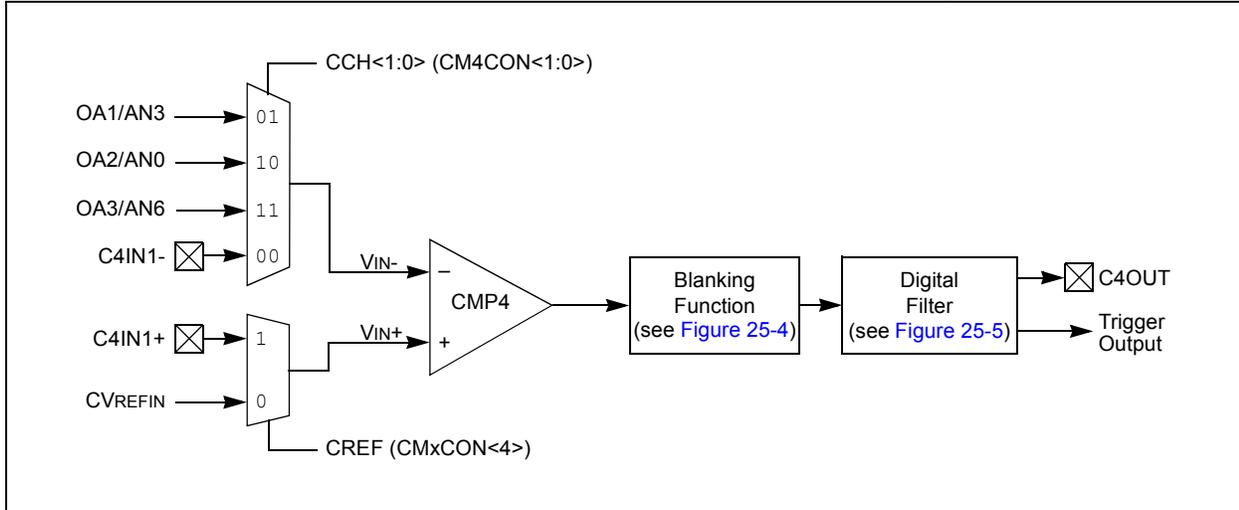 CCH<1:0> (CM4CON<1:0>)
OA1/AN3
01
OA2/AN0
10
OA3/AN6
11
C4IN1-
00
VIN-
–
CMP4
C4IN1+
1
VIN+
+
CVREFIN
0
CREF (CMxCON<4>)
Blanking
Function
(see Figure 25-4)
Digital
Filter
(see Figure 25-5)
C4OUT
Trigger
Output